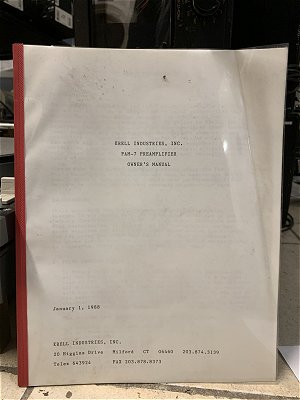 KRELL INDUSTRIES, INC.
PAM-7 PREAMPLIFIER
OWNER'S MANUAL
January 1, 1988
KRELL INDUSTRIES, INC.
20 Higgins Drive Milford CT 06460 203.874.3139
Telex 643924 FAX 203.878.8373